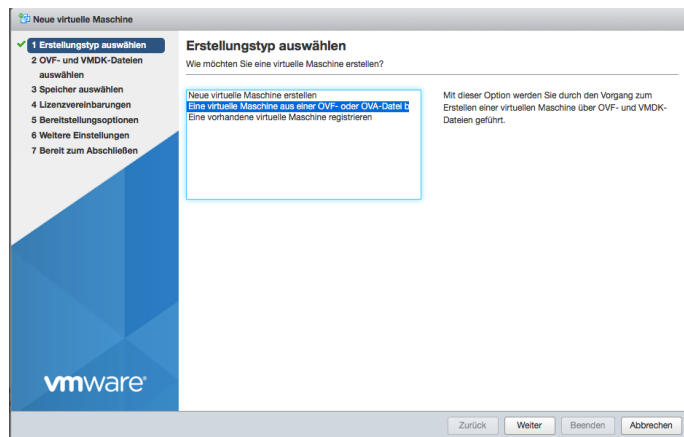 Neue virtuelle Maschine
1 Erstellungstyp auswählen
2 OVF- und VMDK-Dateien
auswählen
3 Speicher auswählen
4 Lizenzvereinbarungen
5 Bereitstellungsoptionen
6 Weitere Einstellungen
7 Bereit zum Abschließen
vmware®
Erstellungstyp auswählen
Wie möchten Sie eine virtuelle Maschine erstellen?
Neue virtuelle Maschine erstellen
Eine virtuelle Maschine aus einer OVF- oder OVA-Datei b
Eine vorhandene virtuelle Maschine registrieren
Mit dieser Option werden Sie durch den Vorgang zum
Erstellen einer virtuellen Maschine über OVF- und VMDK-
Dateien geführt.
Zurück Weiter Beenden Abbrechen